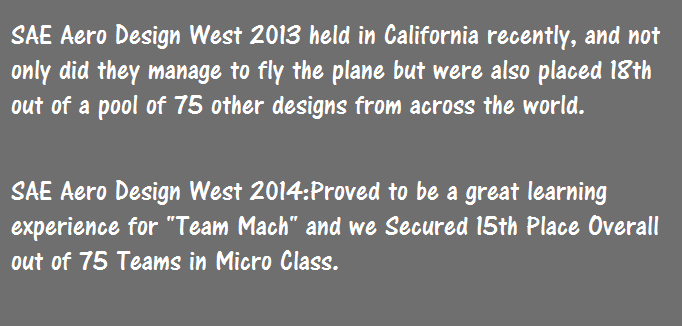 SAE Aero Design West 2013 held in California recently, and not
only did they manage to fly the plane but were also placed 18th
out of a pool of 75 other designs from across the world.
SAE Aero Design West 2014:Proved to be a great learning
experience for "Team Mach" and we Secured 15th Place Overall
out of 75 Teams in Micro Class.